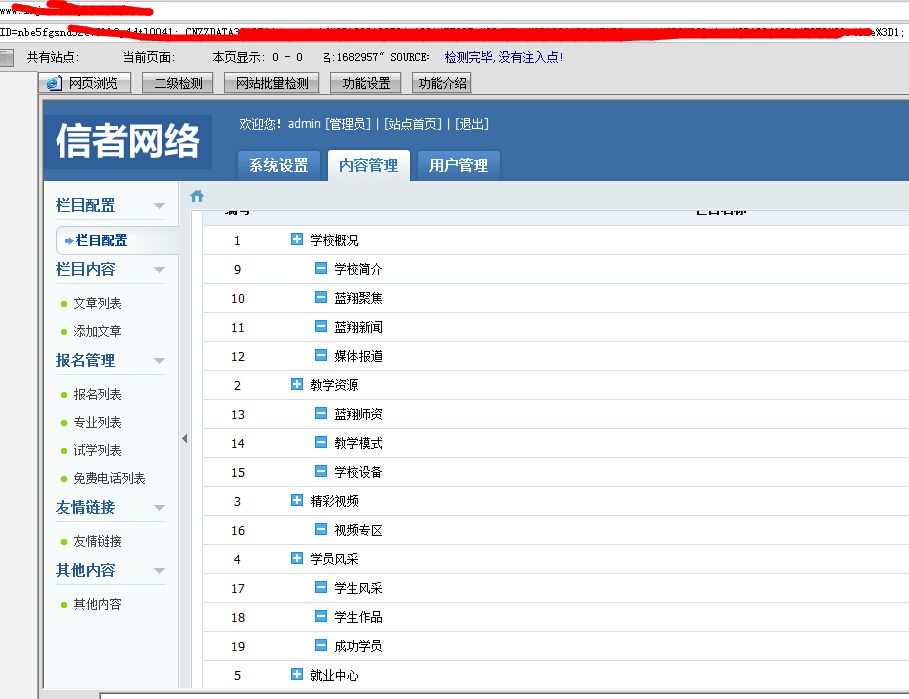 www.
共有站点: 当前页面: 本页显示: 0 - 0 SOURCE: 检测完毕,没有注入点!
网页浏览 二级检测 网站批量检测 功能设置 功能介绍
信者网络
欢迎您! admin [管理员] | [站点首页] | [退出]
系统设置 内容管理 用户管理
栏目配置
栏目配置
栏目内容
文章列表
添加文章
报名管理
报名列表
专业列表
试学列表
免费电话列表
友情链接
友情链接
其他内容
其他内容
编号 栏目名称
1 学校概况
9 学校简介
10 蓝翔聚焦
11 蓝翔新闻
12 媒体报道
2 教学资源
13 蓝翔师资
14 教学模式
15 学校设备
3 精彩视频
16 视频专区
4 学员风采
17 学生风采
18 学生作品
19 成功学员
5 就业中心